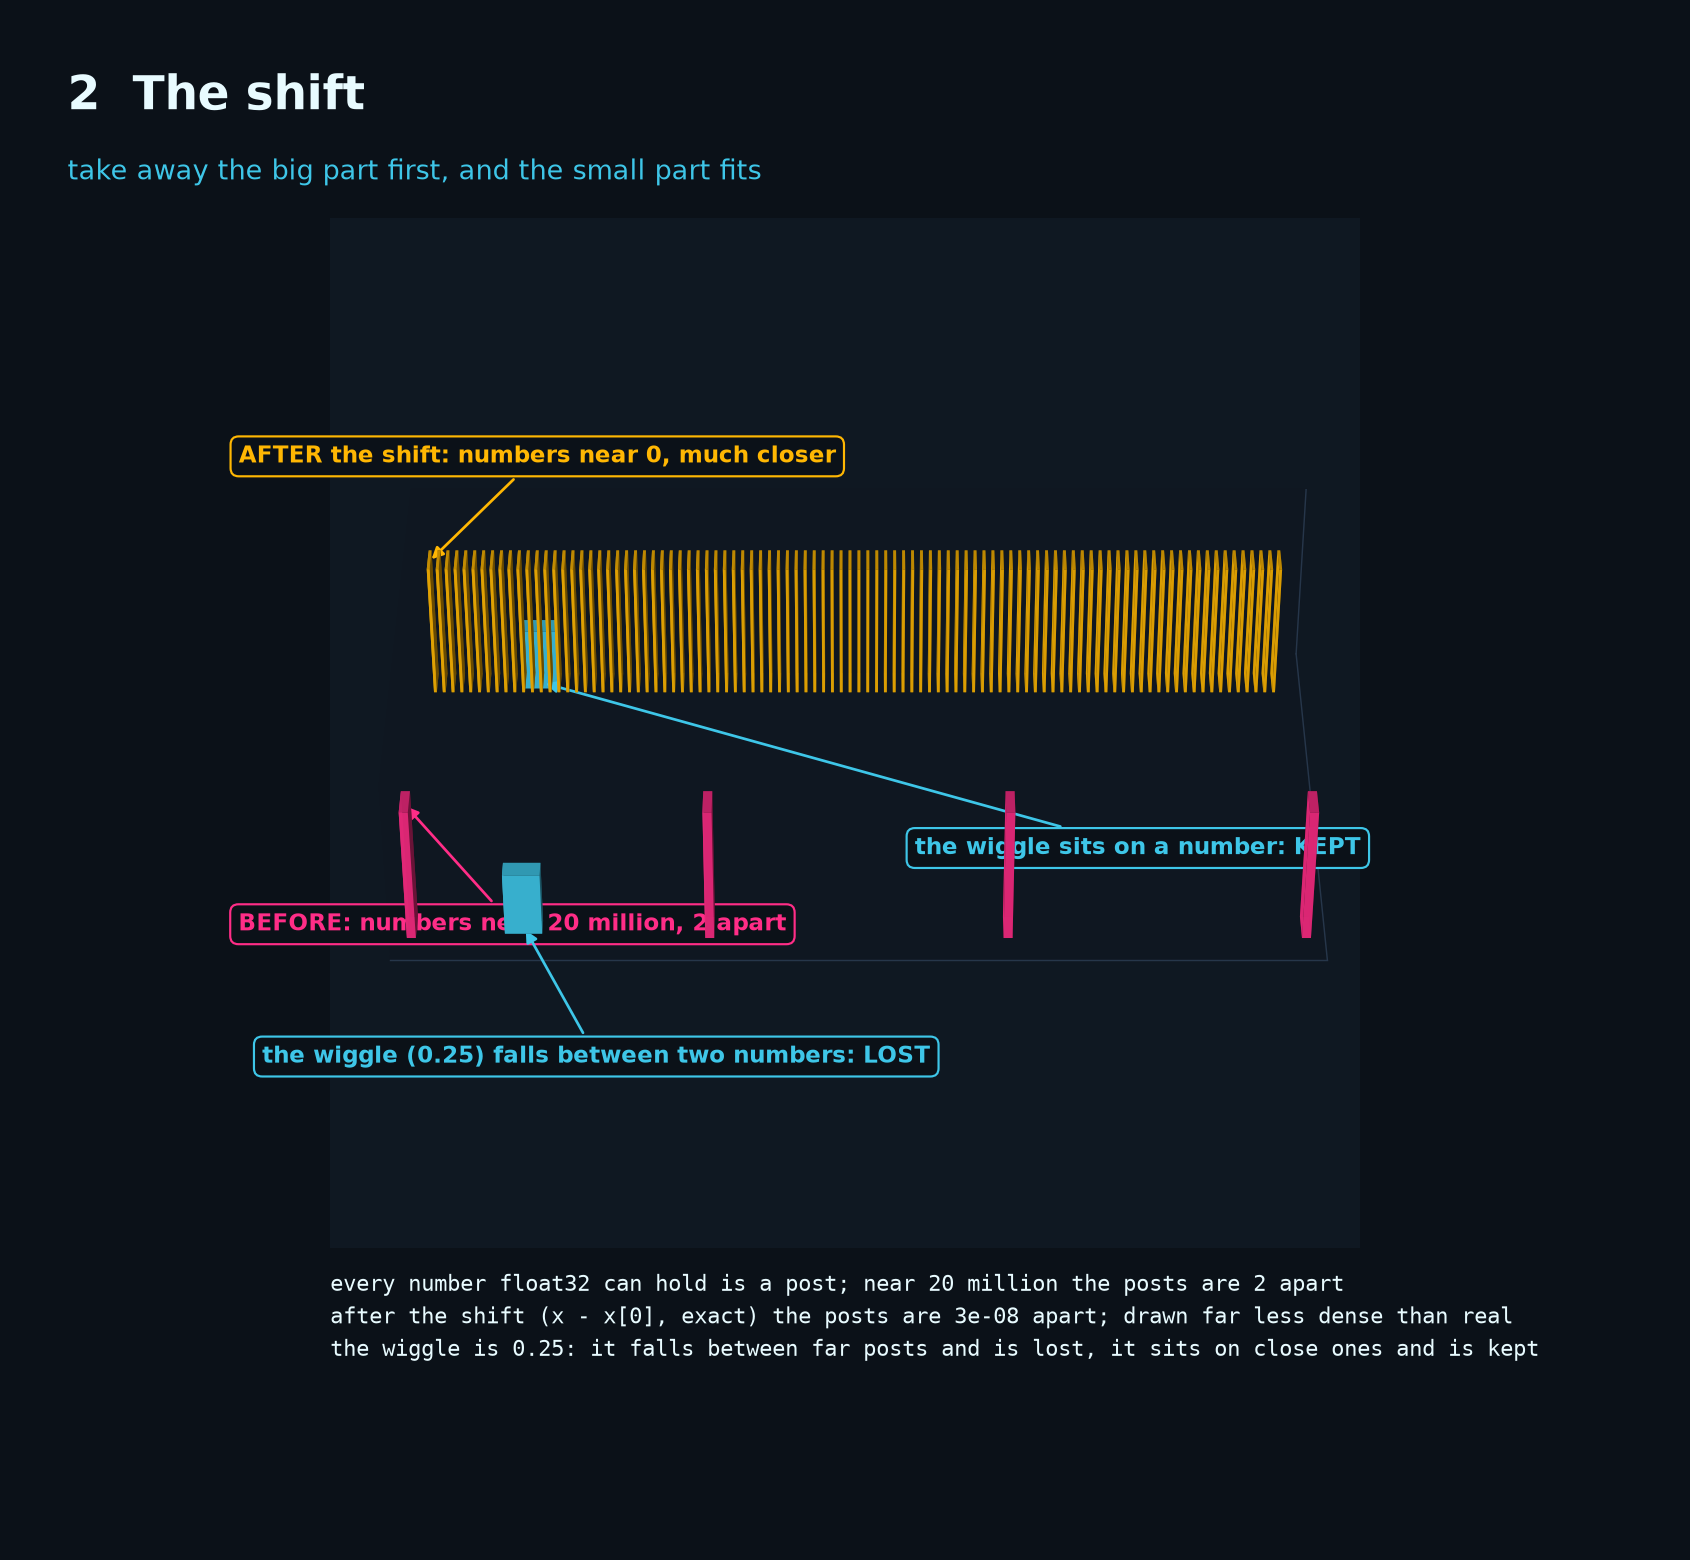 2 The shift
take away the big part first, and the small part fits
AFTER the shift: numbers near 0, much closer
the wiggle sits on a number: KEPT
BEFORE: numbers 20 million, 2 apart
the wiggle (0.25) falls between two numbers: LOST
every number float32 can hold is a post; near 20 million the posts are 2 apart
after the shift (x - x[0], exact) the posts are 3e-08 apart; drawn far less dense than real
the wiggle is 0.25: it falls between far posts and is lost, it sits on close ones and is kept